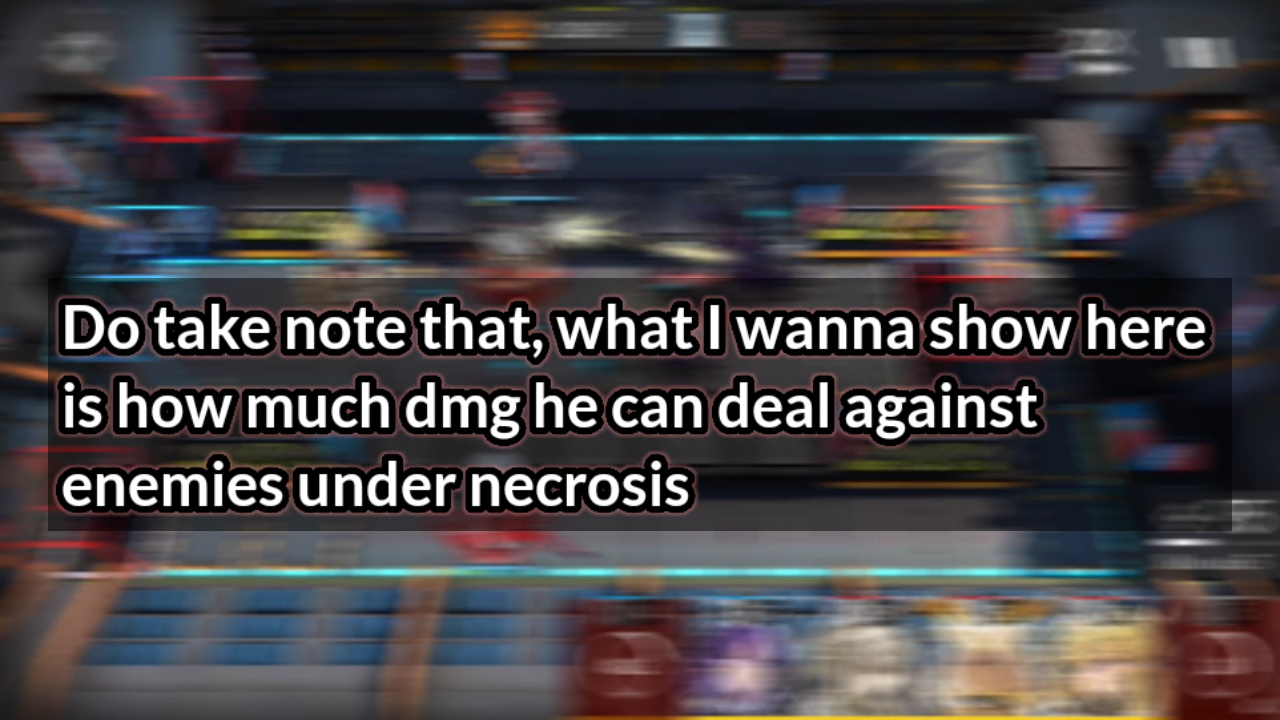 Do take note that, what I wanna show here
is how much dmg he can deal against
enemies under necrosis